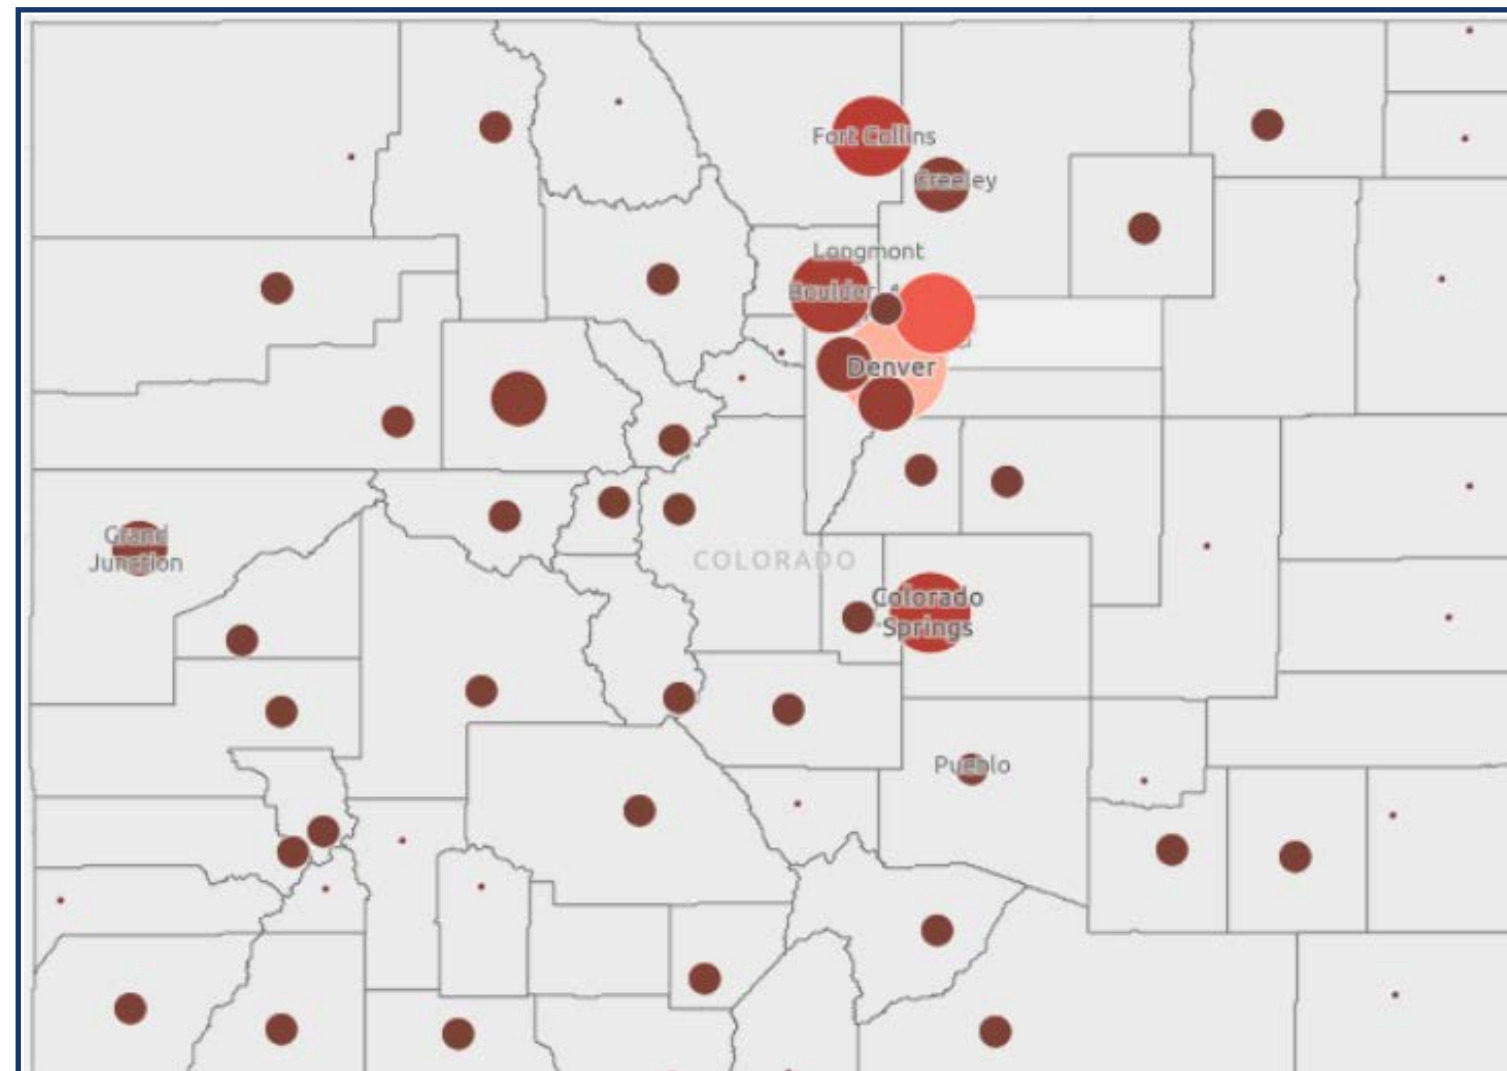 Fort Collins
Greeley
Longmont
Boulder
Denver
Grand
Junction
COLORADO
Colorado
Springs
Pueblo